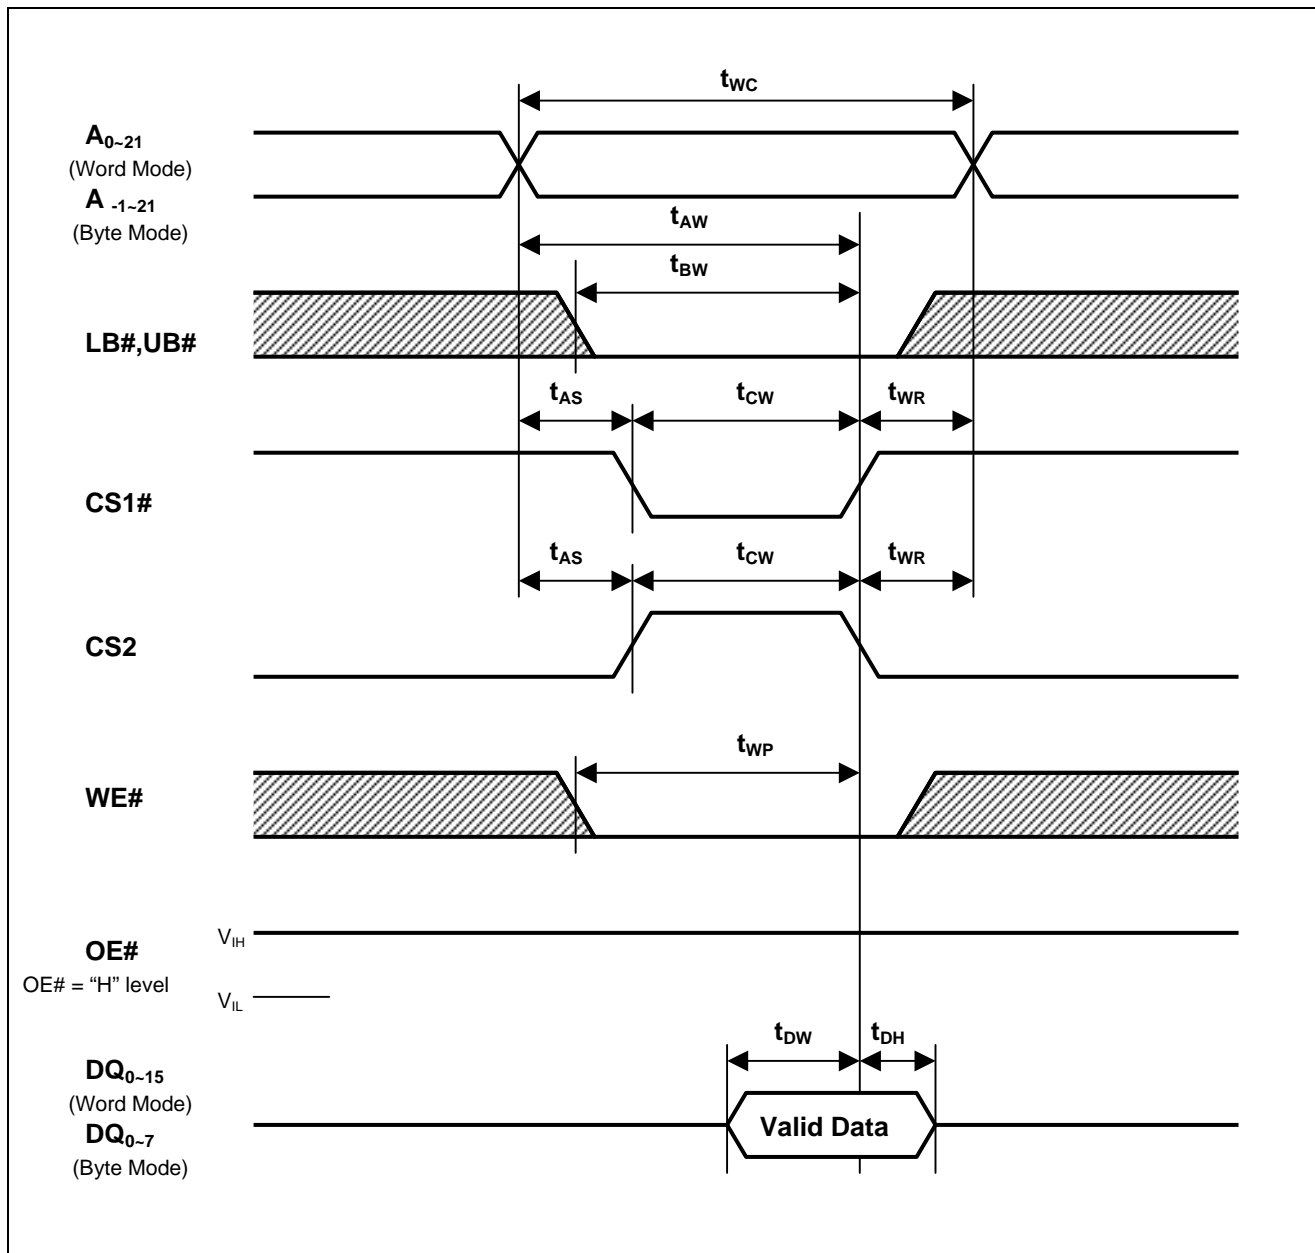 tWC
A0~21
(Word Mode)
A -1~21
(Byte Mode)
tAW
tBW
LB#,UB#
tAS tCW tWR
CS1#
tAS tCW tWR
CS2
tWP
WE#
VIH
OE#
OE# = “H” level
VIL
tDW tDH
DQ0~15
(Word Mode)
DQ0~7
(Byte Mode)
Valid Data